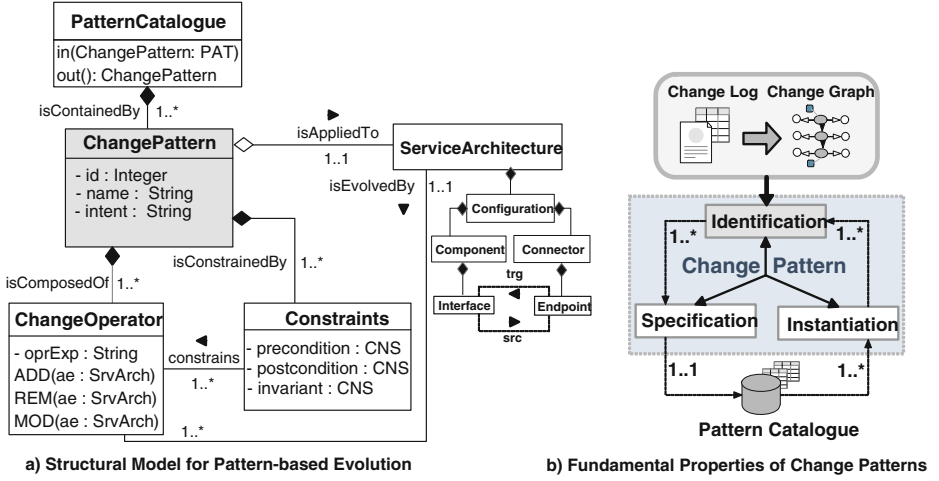 PatternCatalogue
in(ChangePattern: PAT)
out(): ChangePattern
isContainedBy
1..*
ChangePattern
- id : Integer
- name : String
- intent : String
isAppliedTo
1..1
ServiceArchitecture
isEvolvedBy
1..1
Configuration
Component
Connector
trg
Interface
Endpoint
src
isConstrainedBy
1..*
isComposedOf
1..*
ChangeOperator
- oprExp : String
ADD(ae : SrvArch)
REM(ae : SrvArch)
MOD(ae : SrvArch)
constrains
1..*
Constraints
- precondition : CNS
- postcondition : CNS
- invariant : CNS
1..*
a) Structural Model for Pattern-based Evolution
Change Log
Change Graph
Identification
1..*
1..*
Change Pattern
Specification
Instantiation
1..1
1..*
Pattern Catalogue
b) Fundamental Properties of Change Patterns